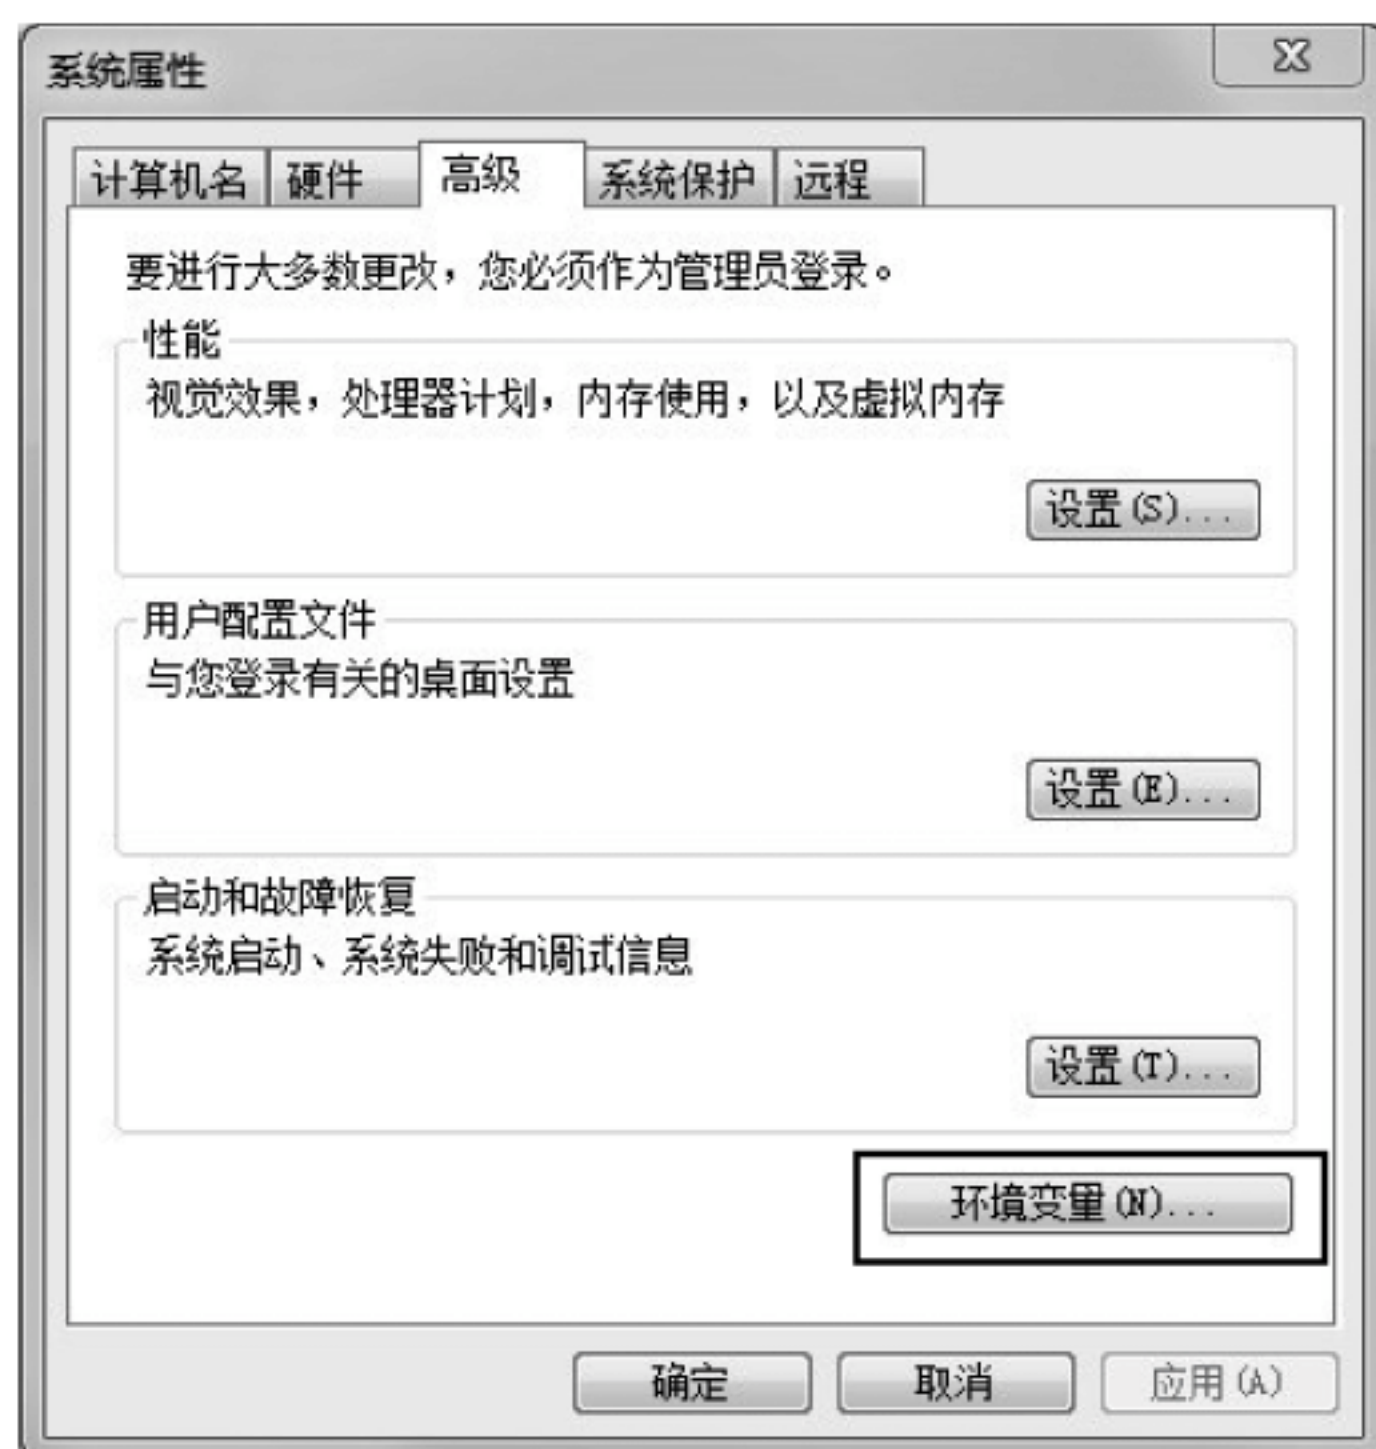 系统属性
计算机名 硬件 高级 系统保护 远程
要进行大多数更改，您必须作为管理员登录。
性能
视觉效果，处理器计划，内存使用，以及虚拟内存
设置(S)...
用户配置文件
与您登录有关的桌面设置
设置(E)...
启动和故障恢复
系统启动、系统失败和调试信息
设置(T)...
环境变量(N)...
确定 取消 应用(A)